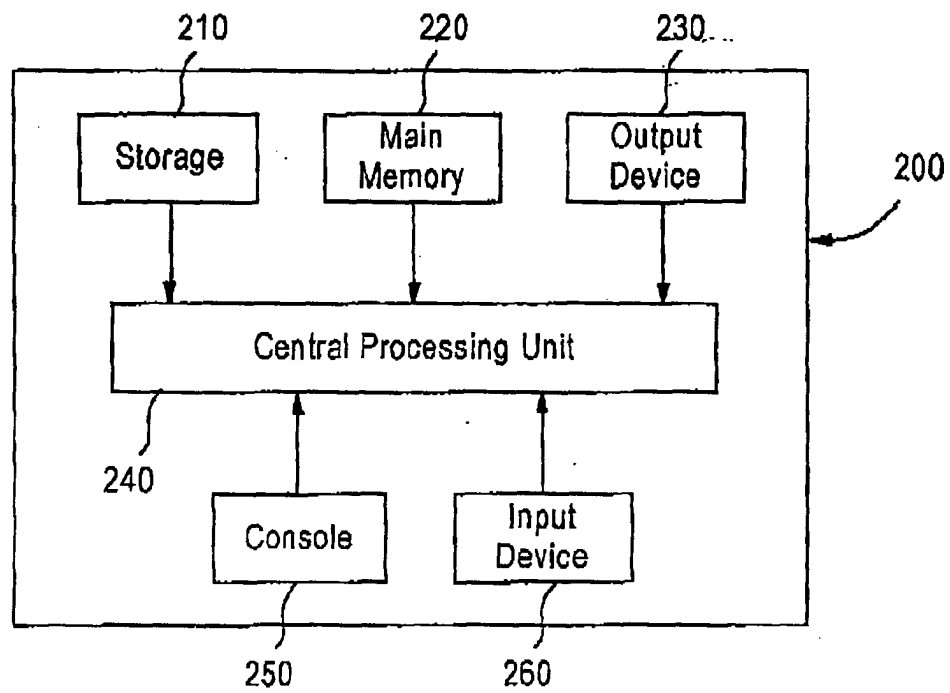 210
220
230
Storage
Main
Memory
Output
Device
200
Central Processing Unit
240
Console
Input
Device
250
260